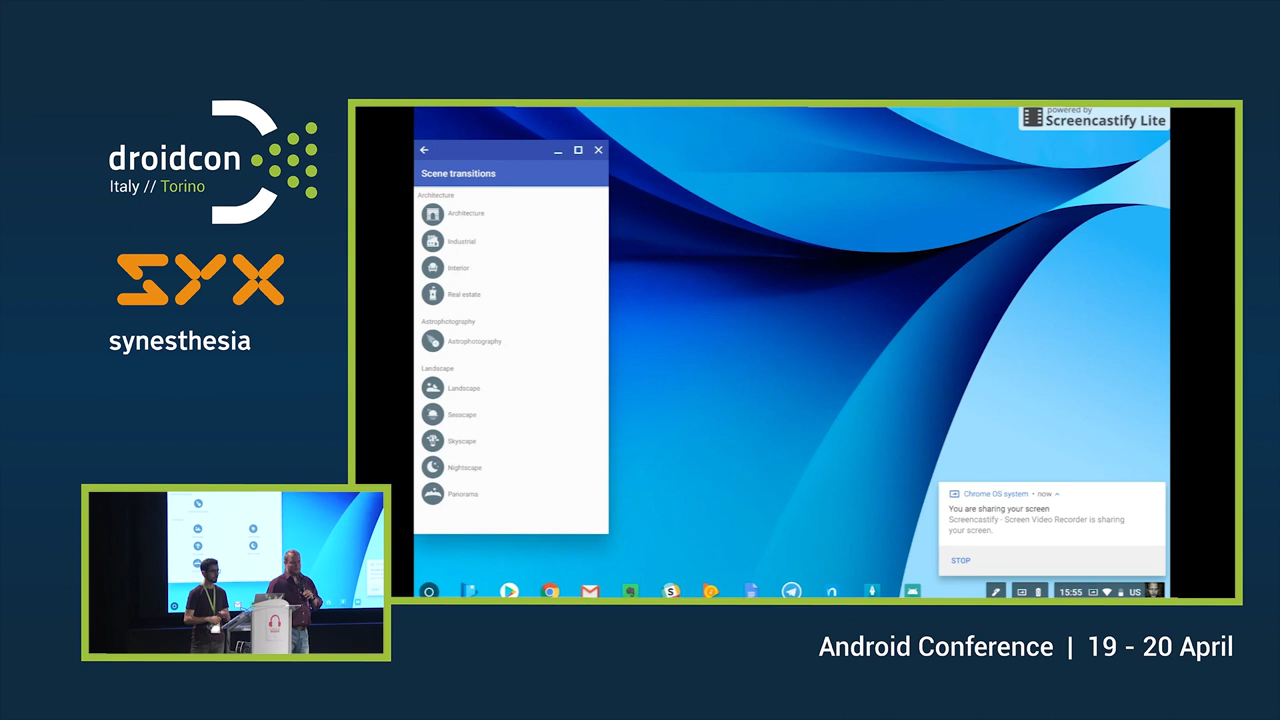 droidcon
Italy // Torino
SYX
synesthesia
powered by
Screencastify Lite
Scene transitions
Architecture
Architecture
Industrial
Interior
Real estate
Astrophotography
Astrophotography
Landscape
Landscape
Seascape
Skyscape
Nightscape
Panorama
Chrome OS system • now
You are sharing your screen
Screencastify - Screen Video Recorder is sharing
your screen.
STOP
15:55
US
Android Conference | 19 - 20 April